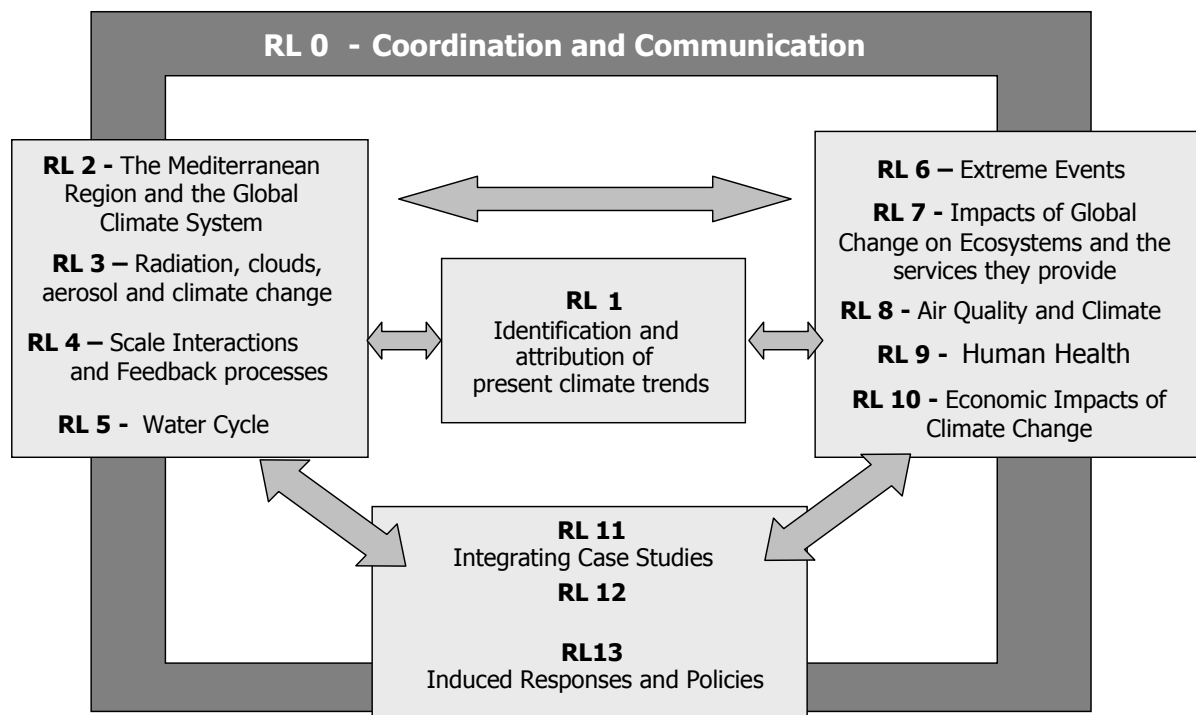 RL 0 - Coordination and Communication
RL 2 - The Mediterranean
Region and the Global
Climate System
RL 3 – Radiation, clouds,
aerosol and climate change
RL 4 – Scale Interactions
and Feedback processes
RL 5 - Water Cycle
RL 1
Identification and
attribution of
present climate trends
RL 6 – Extreme Events
RL 7 - Impacts of Global
Change on Ecosystems and the
services they provide
RL 8 - Air Quality and Climate
RL 9 - Human Health
RL 10 - Economic Impacts of
Climate Change
RL 11
Integrating Case Studies
RL 12
RL13
Induced Responses and Policies